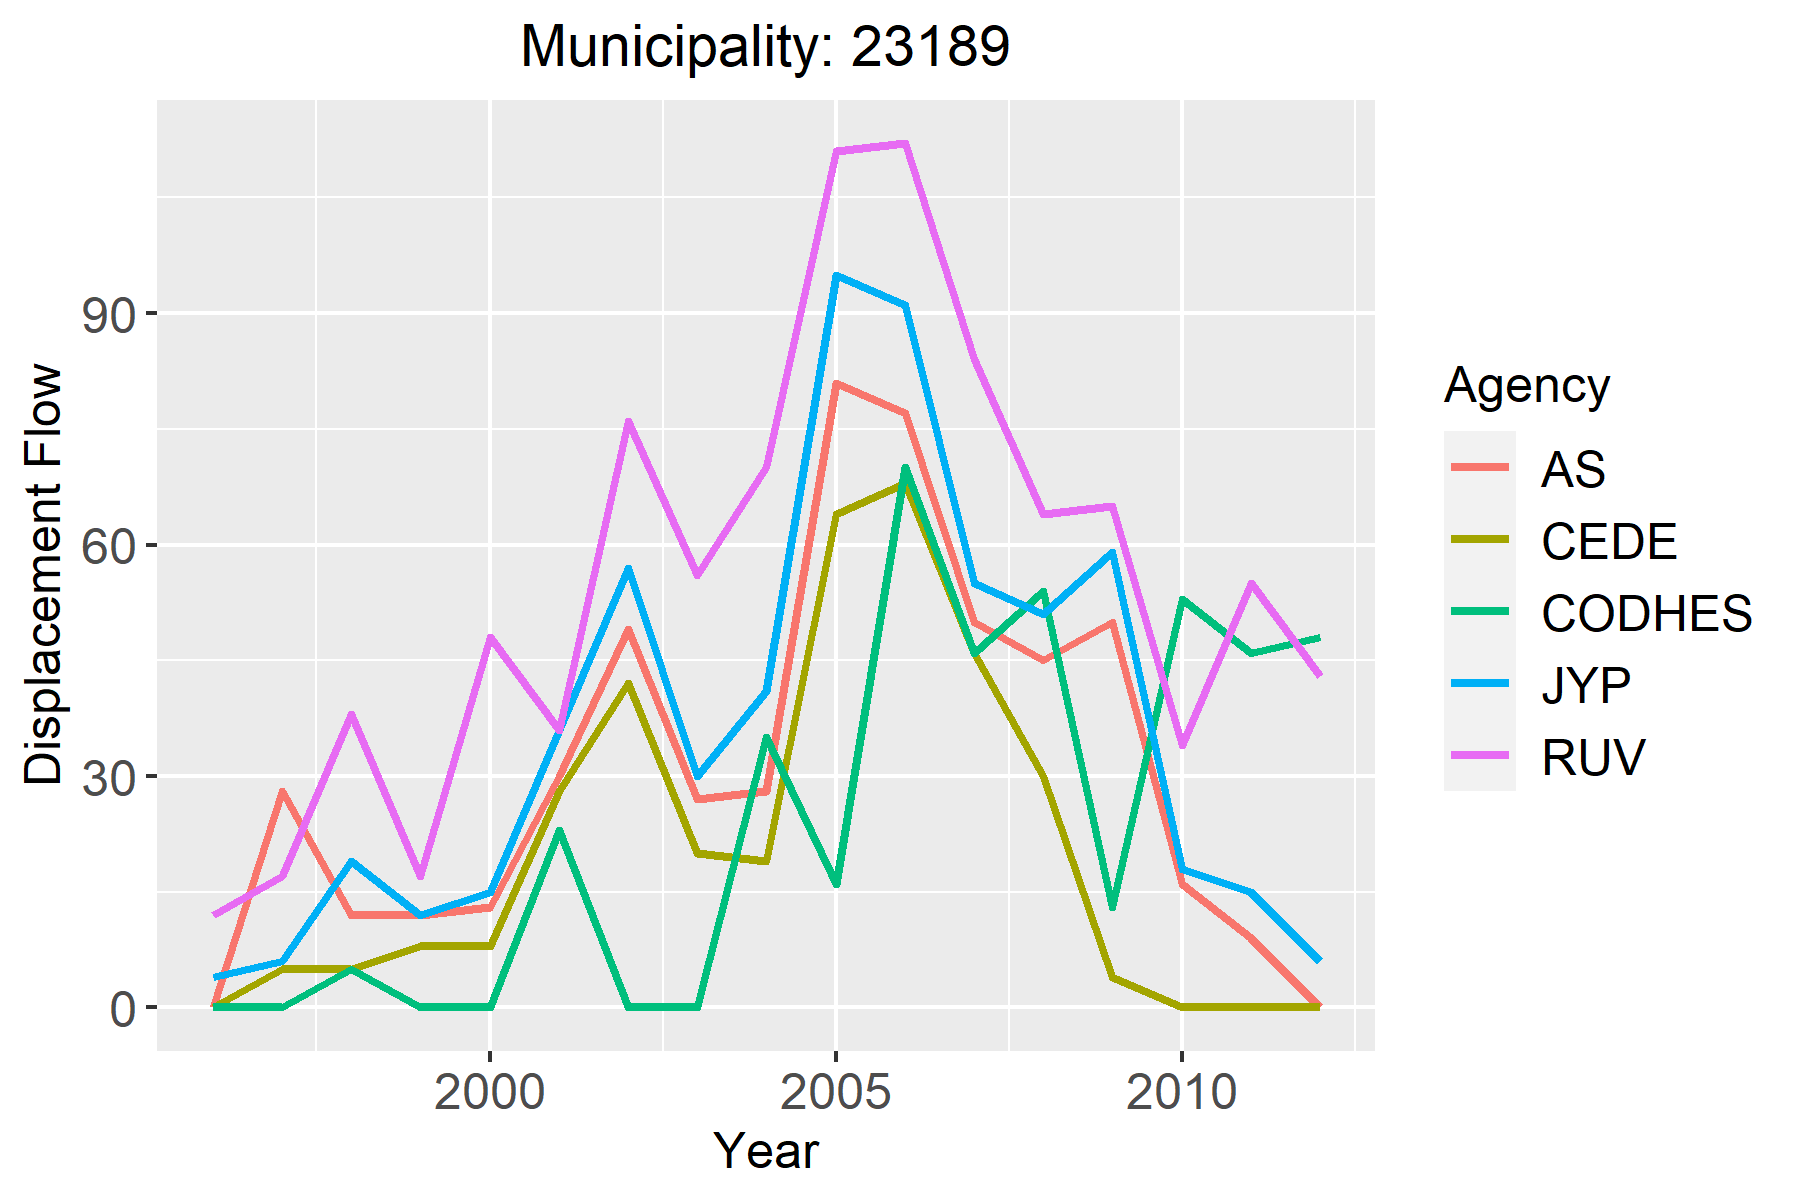 Municipality: 23189
Displacement Flow
90
60
30
0
2000 2005 2010
Year
Agency
AS
CEDE
CODHES
JYP
RUV